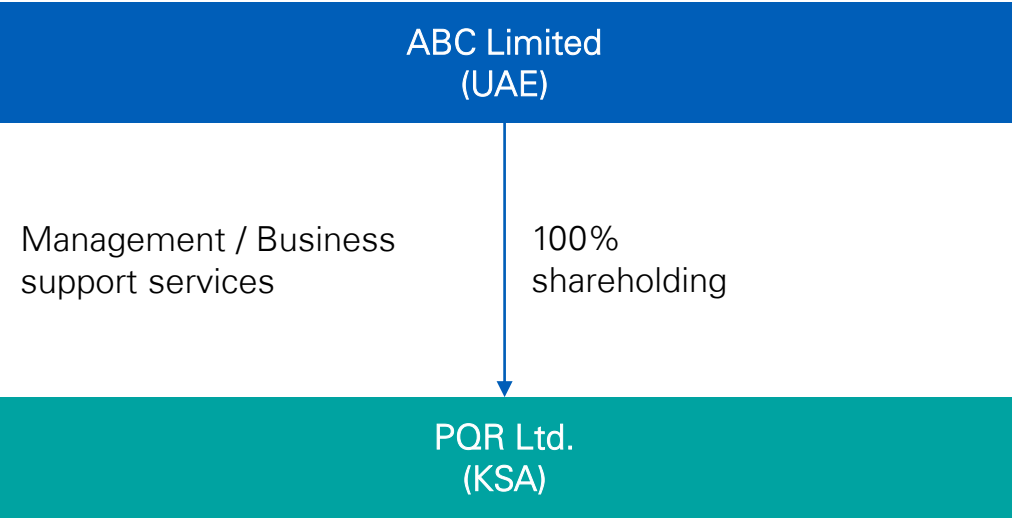 ABC Limited
(UAE)
Management / Business
support services
100%
shareholding
PQR Ltd.
(KSA)